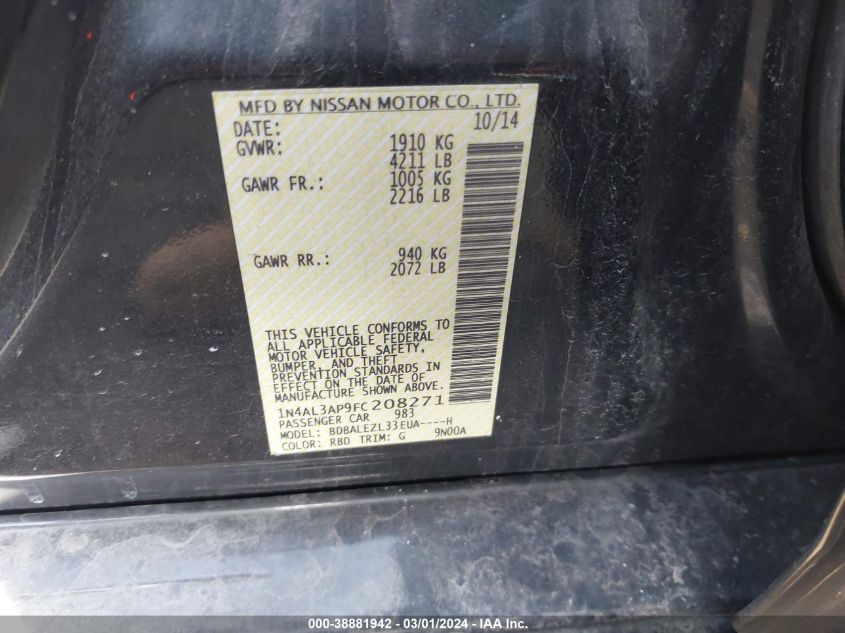 MFD BY NISSAN MOTOR CO., LTD.
DATE: 10/14
GVWR: 1910 KG
4211 LB
GAWR FR.: 1005 KG
2216 LB
GAWR RR.: 940 KG
2072 LB
THIS VEHICLE CONFORMS TO
ALL APPLICABLE FEDERAL
MOTOR VEHICLE SAFETY,
BUMPER, AND THEFT
PREVENTION STANDARDS IN
EFFECT ON THE DATE OF
MANUFACTURE SHOWN ABOVE.
1N4AL3AP9FC208271
PASSENGER CAR 983
MODEL: BDBALEZL33EUA----H
COLOR: RBD TRIM: G 9N00A
000-38881942 - 03/01/2024 - IAA Inc.